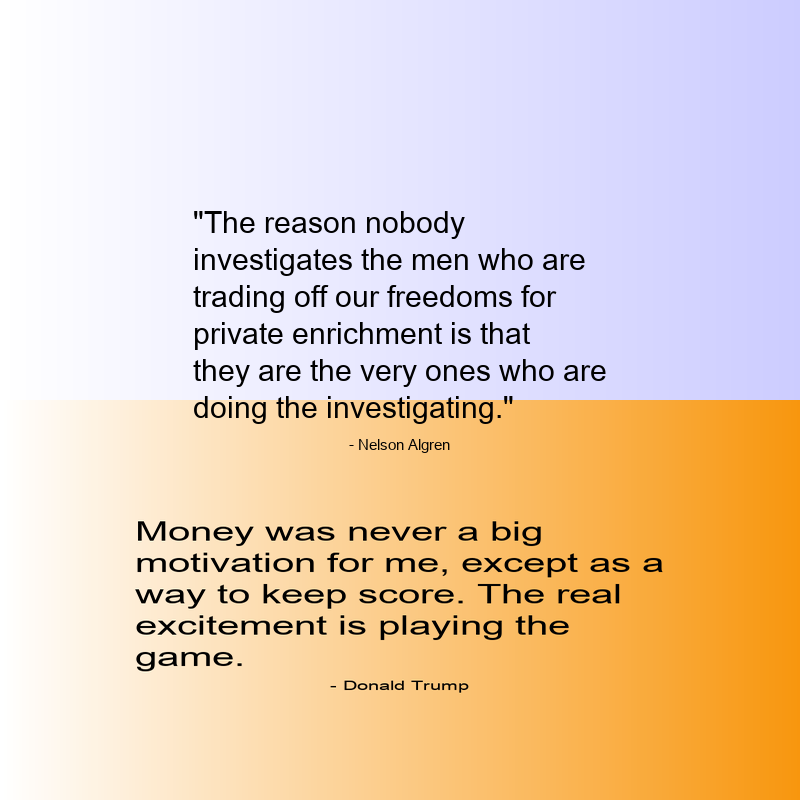 "The reason nobody
investigates the men who are
trading off our freedoms for
private enrichment is that
they are the very ones who are
doing the investigating."
- Nelson Algren
Money was never a big
motivation for me, except as a
way to keep score. The real
excitement is playing the
game.
- Donald Trump